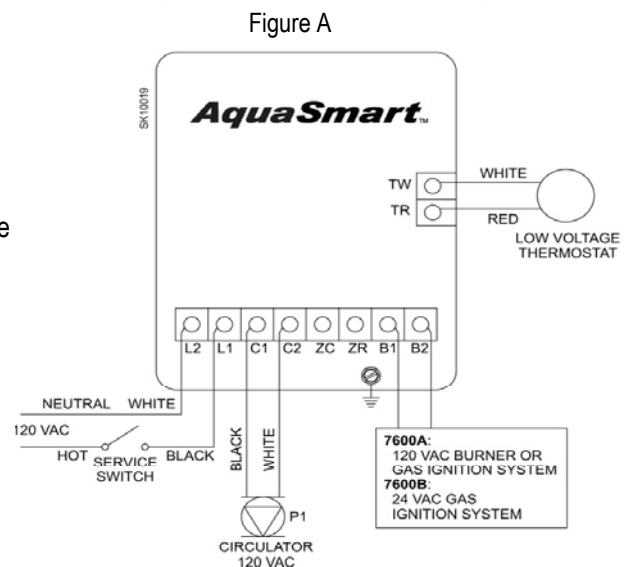 Figure A
SK10019
AquaSmart™
TW
WHITE
TR
RED
LOW VOLTAGE
THERMOSTAT
e
L2 L1 C1 C2 ZC ZR B1 B2
NEUTRAL WHITE
120 VAC
HOT SERVICE
SWITCH
BLACK
BLACK
WHITE
P1
CIRCULATOR
120 VAC
7600A:
120 VAC BURNER OR
GAS IGNITION SYSTEM
7600B:
24 VAC GAS
IGNITION SYSTEM